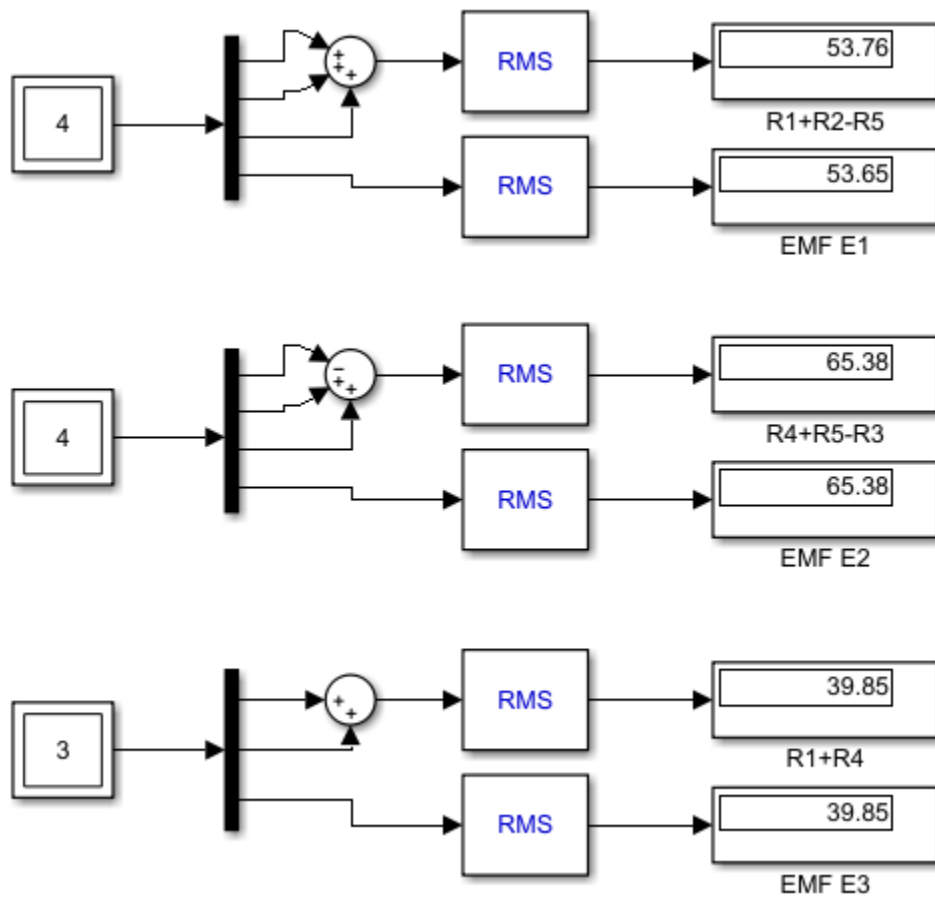 4
+
+
+
RMS
53.76
R1+R2-R5
RMS
53.65
EMF E1
4
−
+
+
RMS
65.38
R4+R5-R3
RMS
65.38
EMF E2
3
+
+
RMS
39.85
R1+R4
RMS
39.85
EMF E3